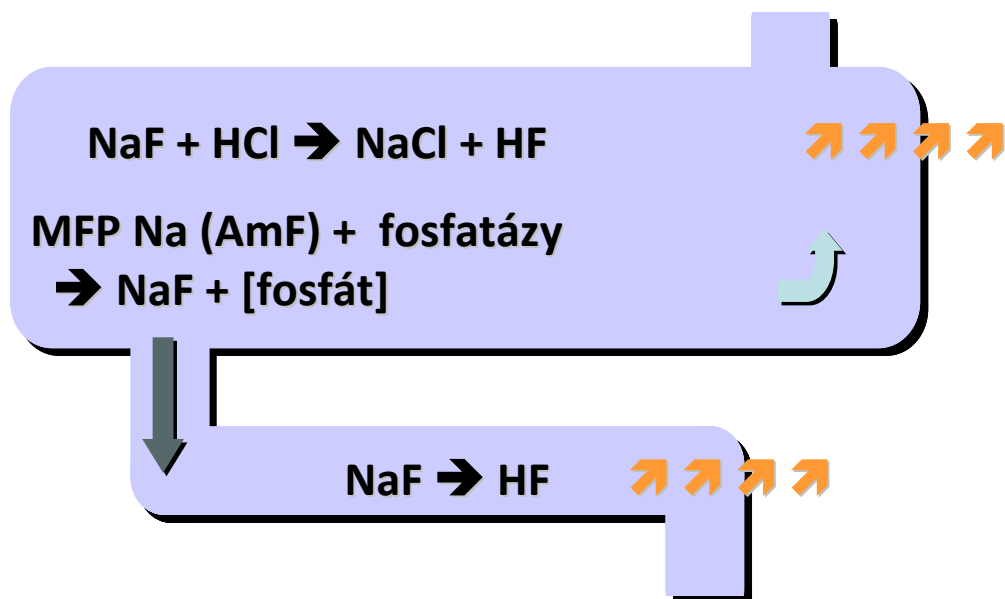 NaF + HCl ➔ NaCl + HF
MFP Na (AmF) + fosfatázy
➔ NaF + [fosfát]
NaF ➔ HF